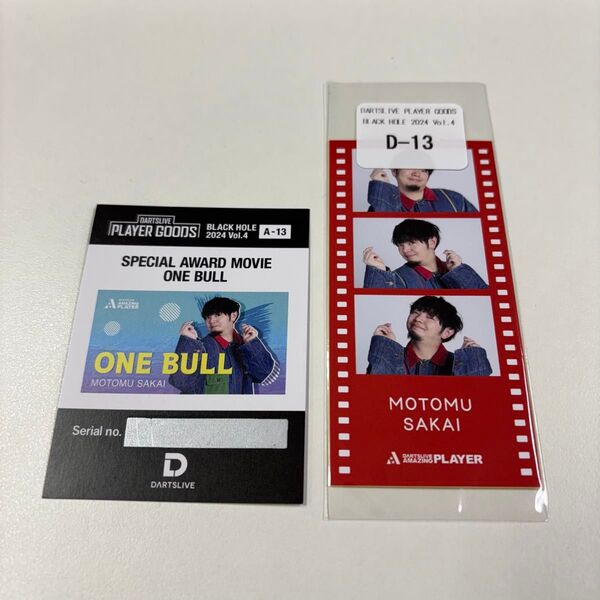 DARTSLIVE
PLAYER GOODS
BLACK HOLE
2024 Vol.4
A-13
SPECIAL AWARD MOVIE
ONE BULL
DARTSLIVE
AMAZING
PLAYER
ONE BULL
MOTOMU SAKAI
Serial no.
D
DARTSLIVE
DARTSLIVE PLAYER GOODS
BLACK HOLE 2024 Vol.4
D-13
MOTOMU
SAKAI
DARTSLIVE
AMAZING PLAYER